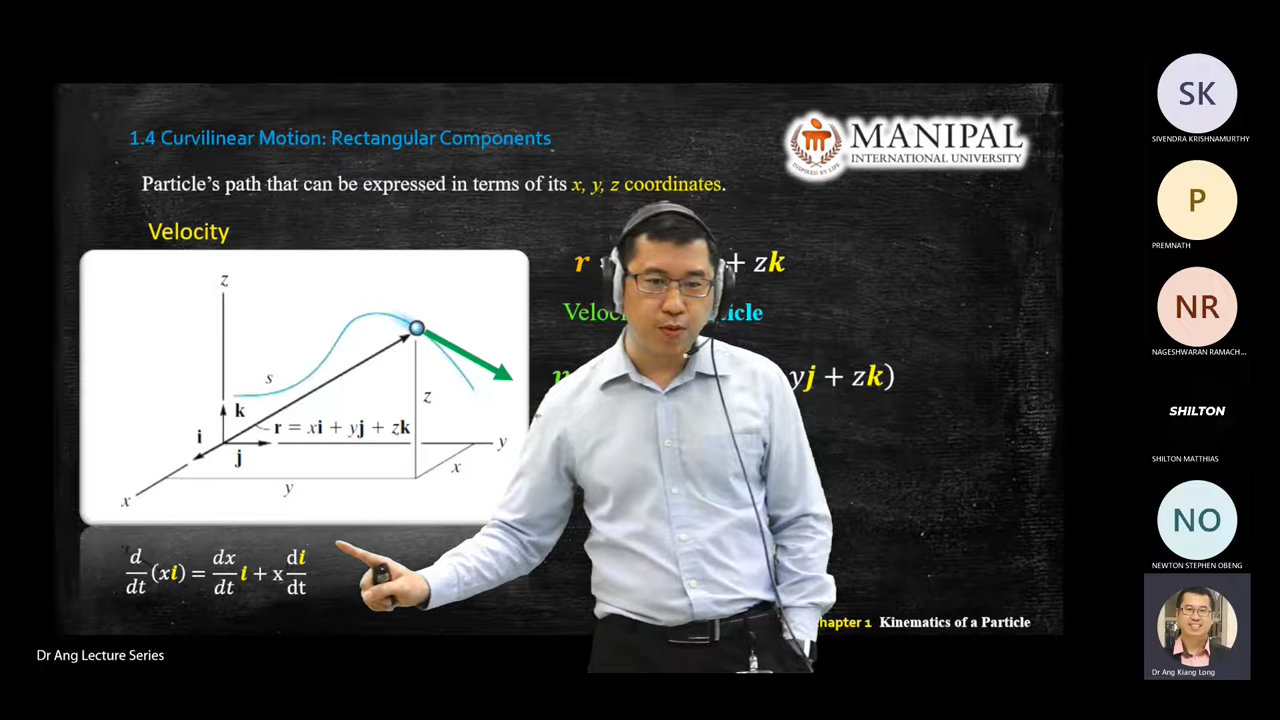 1.4 Curvilinear Motion: Rectangular Components
MANIPAL
INTERNATIONAL UNIVERSITY
INSPIRED BY LIFE
Particle's path that can be expressed in terms of its x, y, z coordinates.
Velocity
z
s
k
i
j
r = xi + yj + zk
z
y
x
x
y
r
+ zk
yj + zk)
d/dt (xi) = dx/dt i + x di/dt
Chapter 1 Kinematics of a Particle
Dr Ang Lecture Series
SK
SIVENDRA KRISHNAMURTHY
P
PREMNATH
NR
NAGESHWARAN RAMACH...
SHILTON
SHILTON MATTHIAS
NO
NEWTON STEPHEN OBENG
Dr Ang Kiang Long